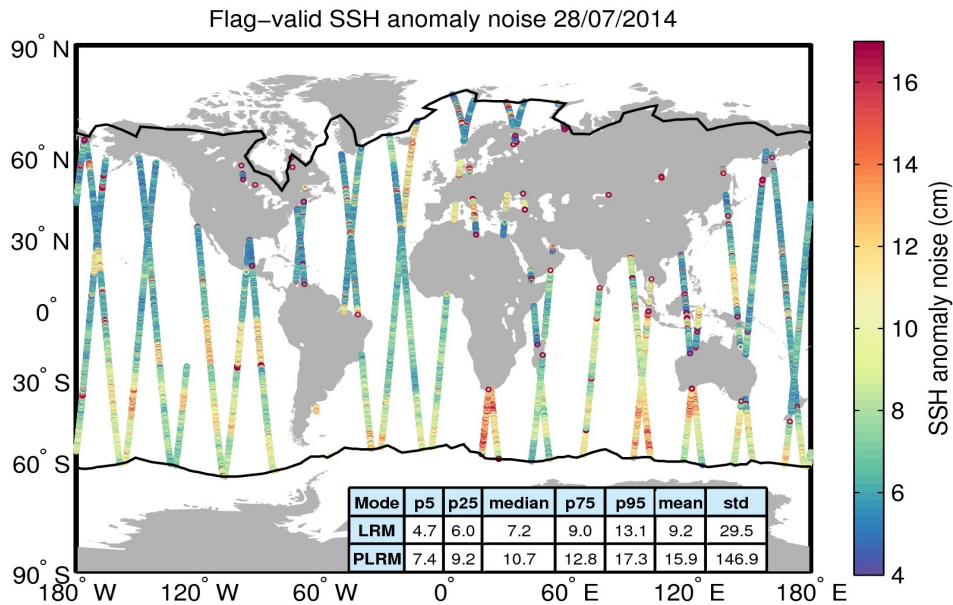 Flag−valid SSH anomaly noise 28/07/2014
90° N
60° N
30° N
0°
30° S
60° S
90° S
180° W
120° W
60° W
0°
60° E
120° E
180° E
16
14
12
10
8
6
4
SSH anomaly noise (cm)
Mode p5 p25 median p75 p95 mean std
LRM 4.7 6.0 7.2 9.0 13.1 9.2 29.5
PLRM 7.4 9.2 10.7 12.8 17.3 15.9 146.9